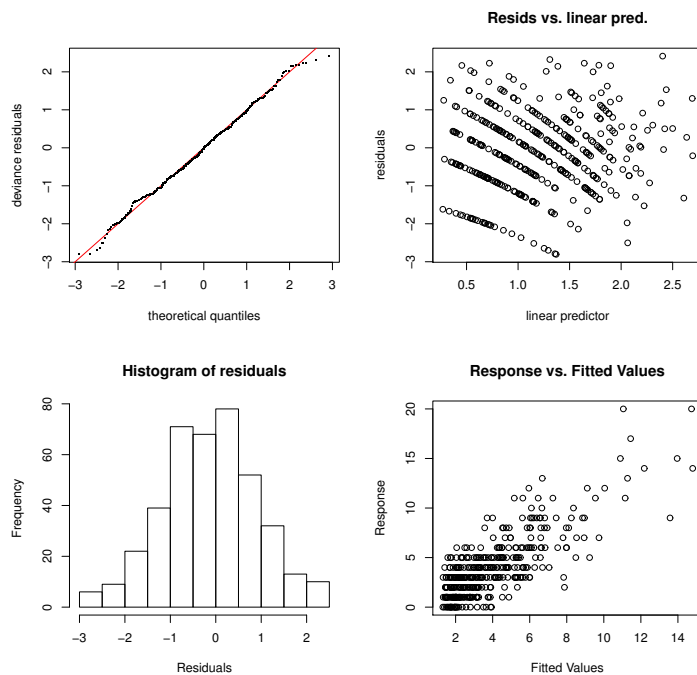 Resids vs. linear pred.
deviance residuals
−3 −2 −1 0 1 2
−3 −2 −1 0 1 2 3
theoretical quantiles
residuals
−3 −2 −1 0 1 2
0.5 1.0 1.5 2.0 2.5
linear predictor
Histogram of residuals
Frequency
0 20 40 60 80
−3 −2 −1 0 1 2
Residuals
Response vs. Fitted Values
Response
0 5 10 15 20
2 4 6 8 10 12 14
Fitted Values